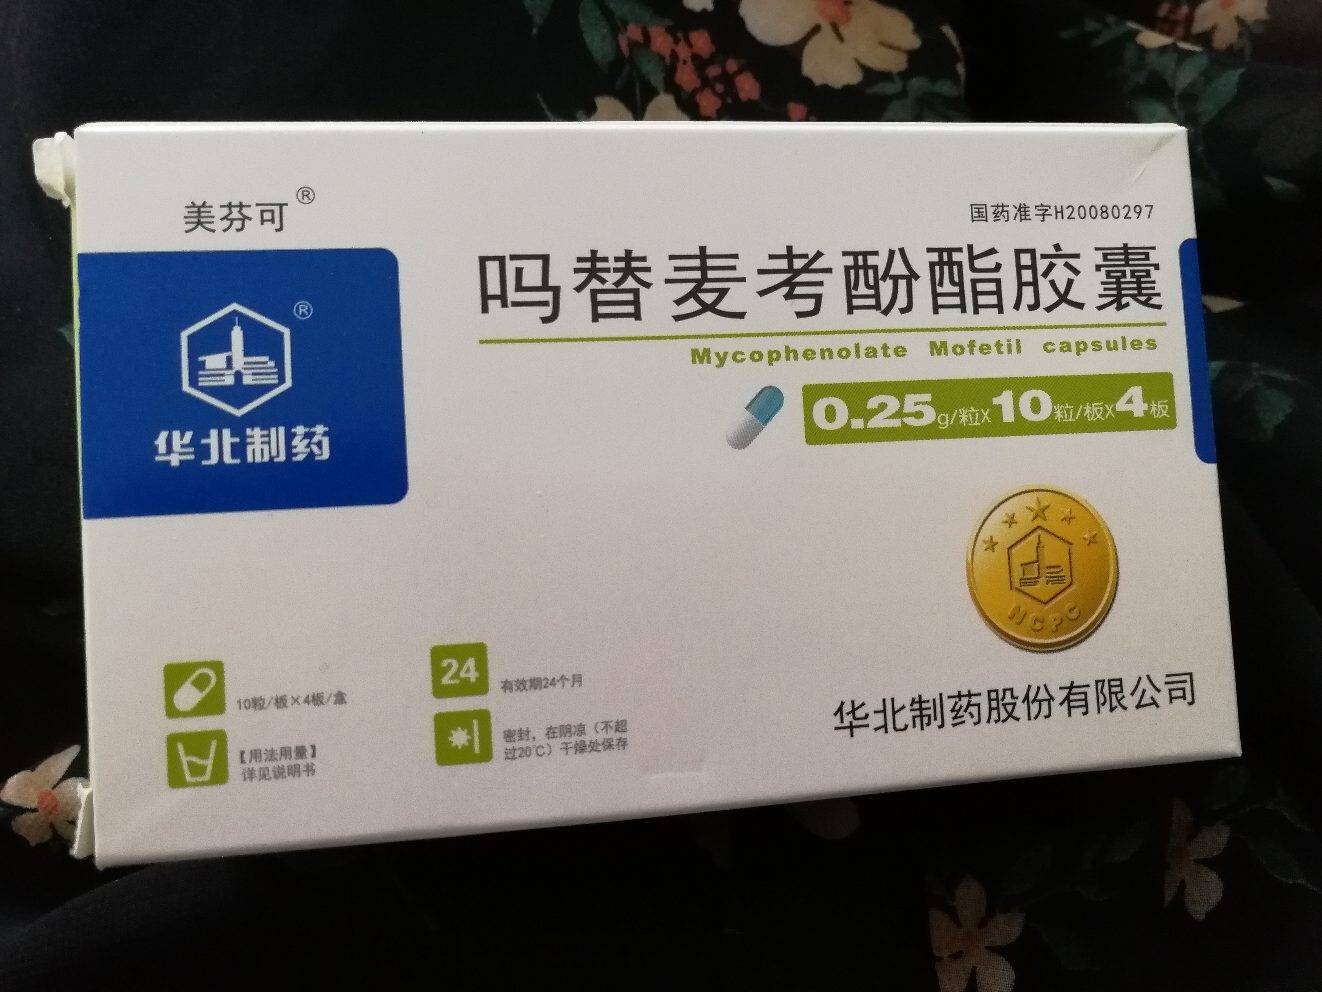 美芬可®
国药准字H20080297
吗替麦考酚酯胶囊
Mycophenolate Mofetil capsules
0.25g/粒X10粒/板X4板
®
华北制药
NCPC
华北制药股份有限公司
10粒/板×4板/盒
【用法用量】
详见说明书
24
有效期24个月
密封，在阴凉（不超
过20℃）干燥处保存